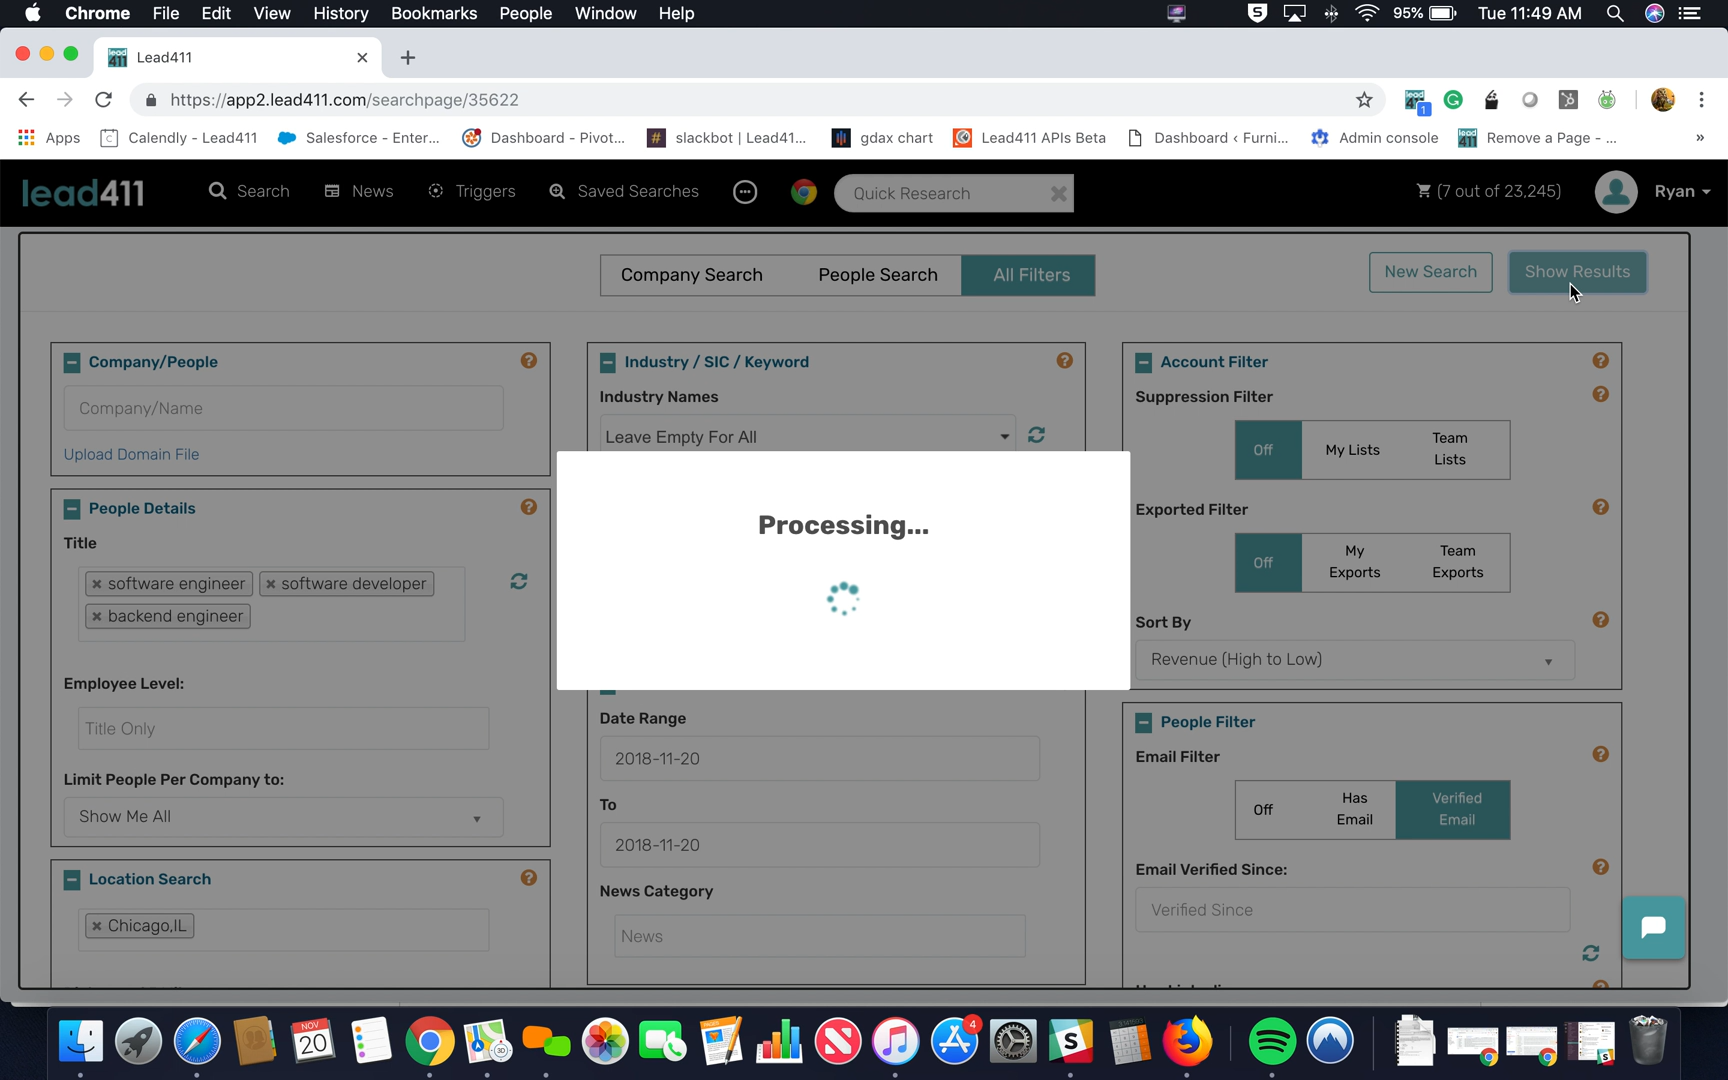 Chrome File Edit View History Bookmarks People Window Help 95% Tue 11:49 AM
Lead411
https://app2.lead411.com/searchpage/35622
1
Apps Calendly - Lead411 Salesforce - Enter... Dashboard - Pivot... slackbot | Lead41... gdax chart Lead411 APIs Beta Dashboard ‹ Furni... Admin console Remove a Page - ... »
lead411 Search News Triggers Saved Searches Quick Research (7 out of 23,245) Ryan
Company Search People Search All Filters New Search Show Results
Company/People
Company/Name
Upload Domain File
People Details
Title
software engineer software developer
backend engineer
Employee Level:
Title Only
Limit People Per Company to:
Show Me All
Location Search
Chicago,IL
Industry / SIC / Keyword
Industry Names
Leave Empty For All
Processing...
Date Range
2018-11-20
To
2018-11-20
News Category
News
Account Filter
Suppression Filter
Off My Lists Team Lists
Exported Filter
Off My Exports Team Exports
Sort By
Revenue (High to Low)
People Filter
Email Filter
Off Has Email Verified Email
Email Verified Since:
Verified Since
NOV
20
3D
PAGES
4